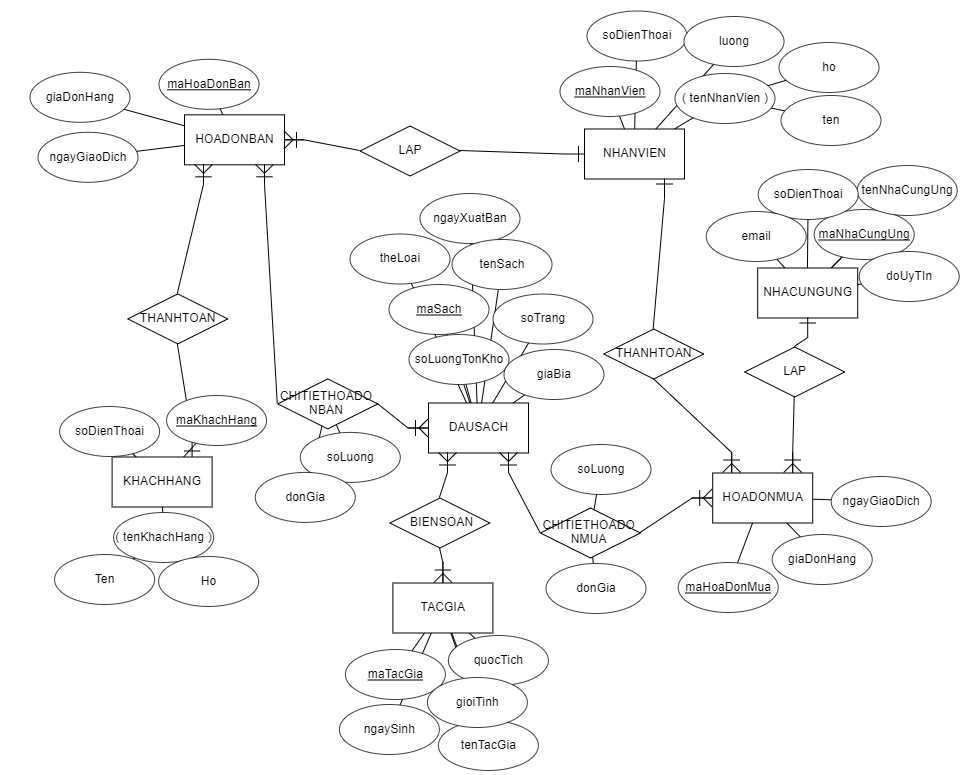 soDienThoai
luong
ho
maHoaDonBan
giaDonHang
maNhanVien
( tenNhanVien )
ten
HOADONBAN
LAP
NHANVIEN
ngayGiaoDich
soDienThoai
tenNhaCungUng
ngayXuatBan
email
maNhaCungUng
theLoai
tenSach
doUyTIn
NHACUNGUNG
maSach
soTrang
THANHTOAN
soLuongTonKho
THANHTOAN
giaBia
LAP
CHITIETHOADO
NBAN
maKhachHang
soDienThoai
DAUSACH
soLuong
KHACHHANG
donGia
soLuong
HOADONMUA
ngayGiaoDich
BIENSOAN
CHITIETHOADO
NMUA
( tenKhachHang )
giaDonHang
Ten
Ho
donGia
maHoaDonMua
TACGIA
quocTich
maTacGia
gioiTinh
ngaySinh
tenTacGia